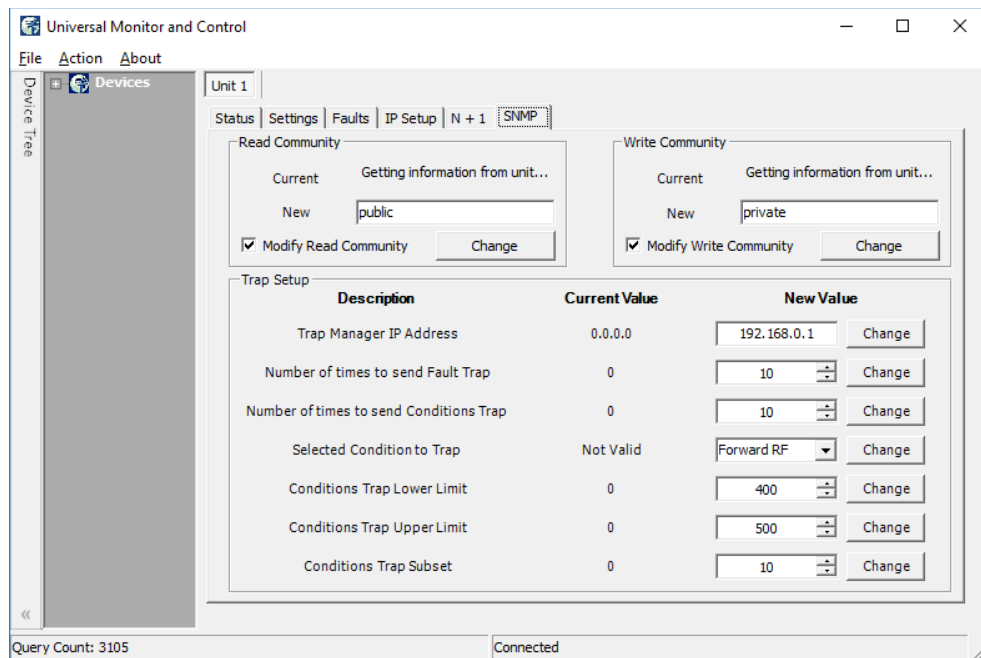 Universal Monitor and Control
File Action About
Device Tree
Devices
Unit 1
Status Settings Faults IP Setup N + 1 SNMP
Read Community
Current Getting information from unit...
New public
Modify Read Community Change
Write Community
Current Getting information from unit...
New private
Modify Write Community Change
Trap Setup
Description Current Value New Value
Trap Manager IP Address 0.0.0.0 192.168.0.1 Change
Number of times to send Fault Trap 0 10 Change
Number of times to send Conditions Trap 0 10 Change
Selected Condition to Trap Not Valid Forward RF Change
Conditions Trap Lower Limit 0 400 Change
Conditions Trap Upper Limit 0 500 Change
Conditions Trap Subset 0 10 Change
Query Count: 3105 Connected